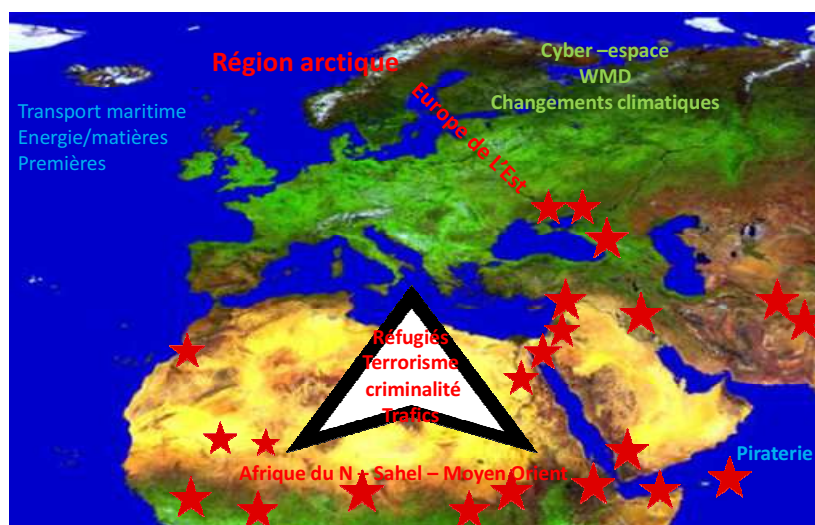 Région arctique
Cyber –espace
WMD
Changements climatiques
Transport maritime
Energie/matières
Premières
Europe de L'Est
Réfugiés
Terrorisme
criminalité
Trafics
Piraterie
Afrique du N – Sahel – Moyen Orient